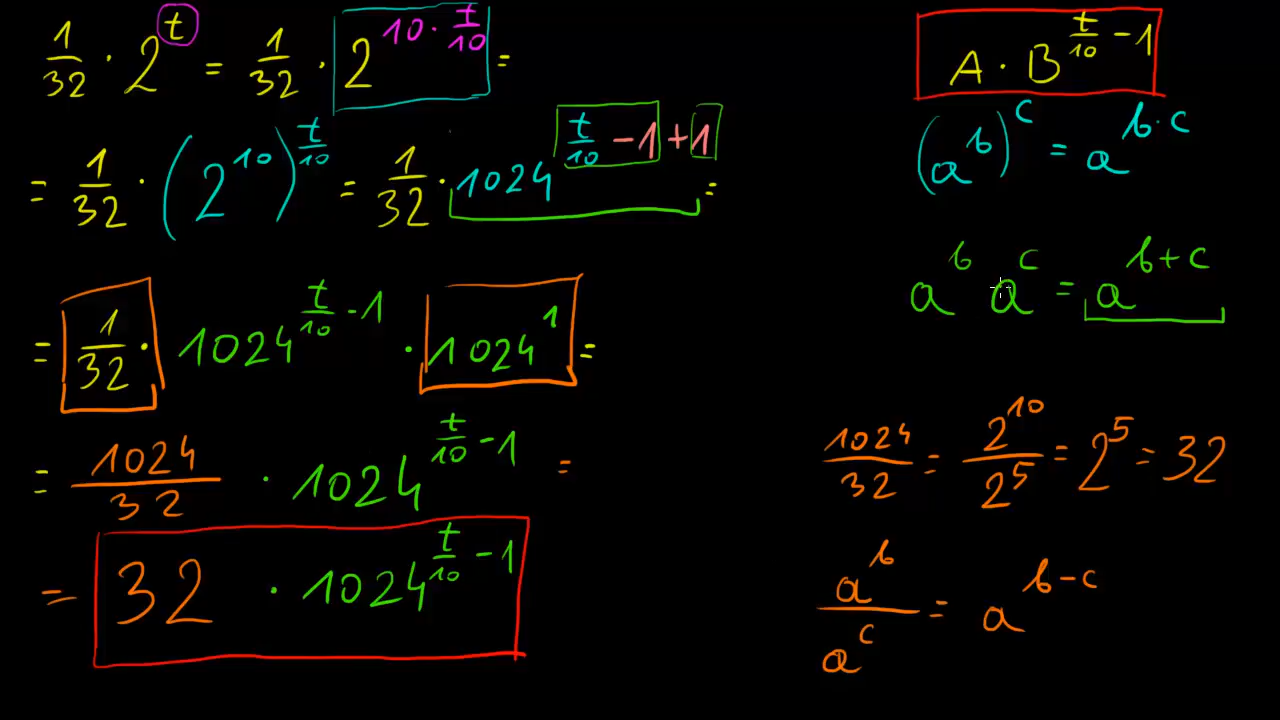 1/32 · 2^t = 1/32 · 2^(10 · t/10) =
= 1/32 · (2^10)^(t/10) = 1/32 · 1024^(t/10 - 1 + 1) =
= 1/32 · 1024^(t/10 - 1) · 1024^1 =
= 1024/32 · 1024^(t/10 - 1) =
= 32 · 1024^(t/10 - 1)
A · B^(t/10 - 1)
(a^b)^c = a^(b · c)
a^b a^c = a^(b+c)
1024/32 = 2^10/2^5 = 2^5 = 32
a^b/a^c = a^(b-c)